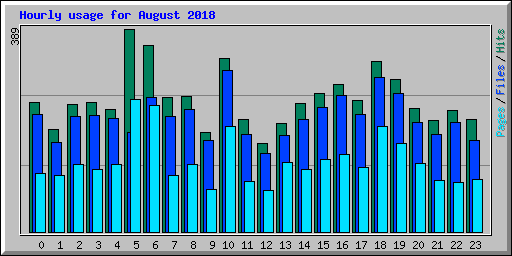 Hourly usage for August 2018
389
Pages/Files/Hits
0 1 2 3 4 5 6 7 8 9 10 11 12 13 14 15 16 17 18 19 20 21 22 23